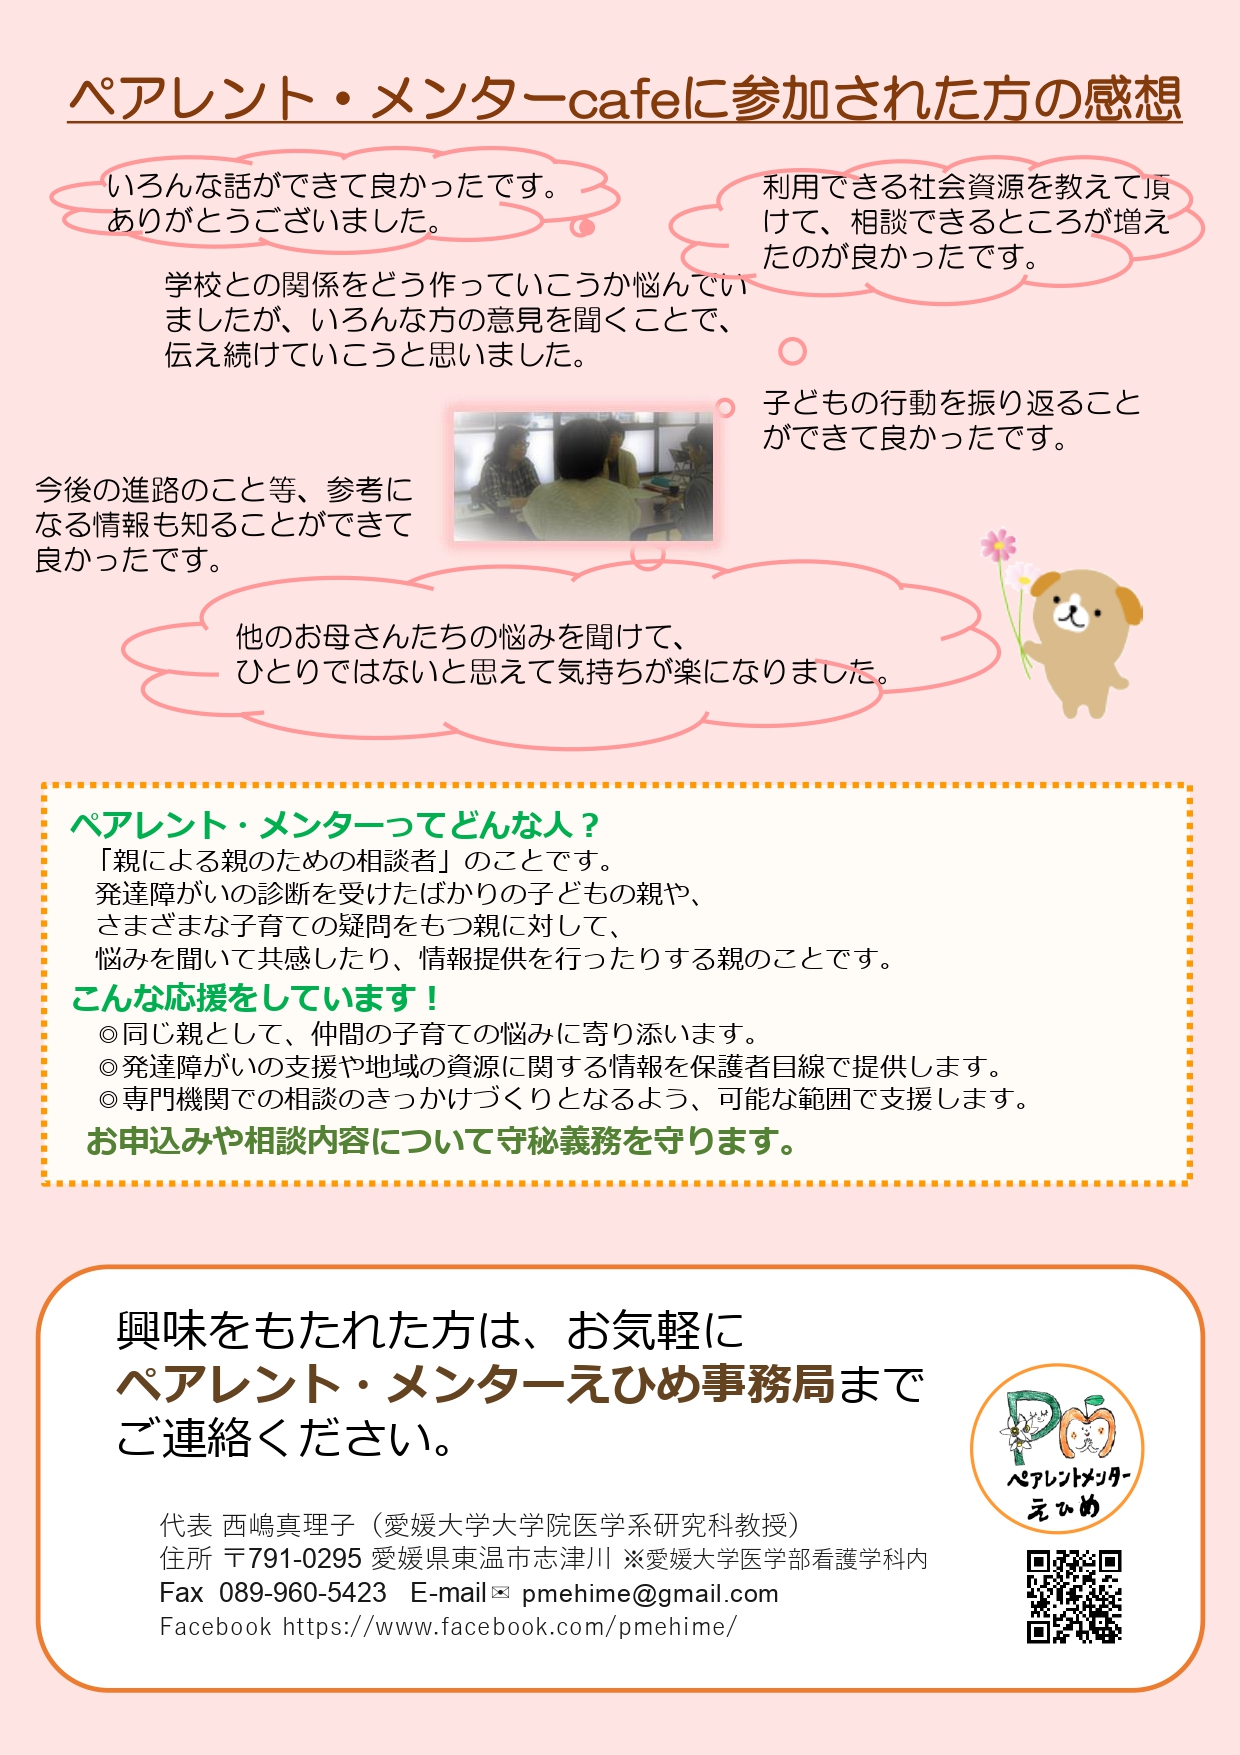 ペアレント・メンターcafeに参加された方の感想
いろんな話ができて良かったです。
ありがとうございました。
利用できる社会資源を教えて頂
けて、相談できるところが増え
たのが良かったです。
学校との関係をどう作っていこうか悩んでい
ましたが、いろんな方の意見を聞くことで、
伝え続けていこうと思いました。
子どもの行動を振り返ること
ができて良かったです。
今後の進路のこと等、参考に
なる情報も知ることができて
良かったです。
他のお母さんたちの悩みを聞けて、
ひとりではないと思えて気持ちが楽になりました。
ペアレント・メンターってどんな人？
「親による親のための相談者」のことです。
発達障がいの診断を受けたばかりの子どもの親や、
さまざまな子育ての疑問をもつ親に対して、
悩みを聞いて共感したり、情報提供を行ったりする親のことです。
こんな応援をしています！
◎同じ親として、仲間の子育ての悩みに寄り添います。
◎発達障がいの支援や地域の資源に関する情報を保護者目線で提供します。
◎専門機関での相談のきっかけづくりとなるよう、可能な範囲で支援します。
お申込みや相談内容について守秘義務を守ります。
興味をもたれた方は、お気軽に
ペアレント・メンターえひめ事務局まで
ご連絡ください。
PM
ペアレントメンター
えひめ
代表 西嶋真理子（愛媛大学大学院医学系研究科教授）
住所 〒791-0295 愛媛県東温市志津川 ※愛媛大学医学部看護学科内
Fax 089-960-5423 E-mail✉ pmehime@gmail.com
Facebook https://www.facebook.com/pmehime/